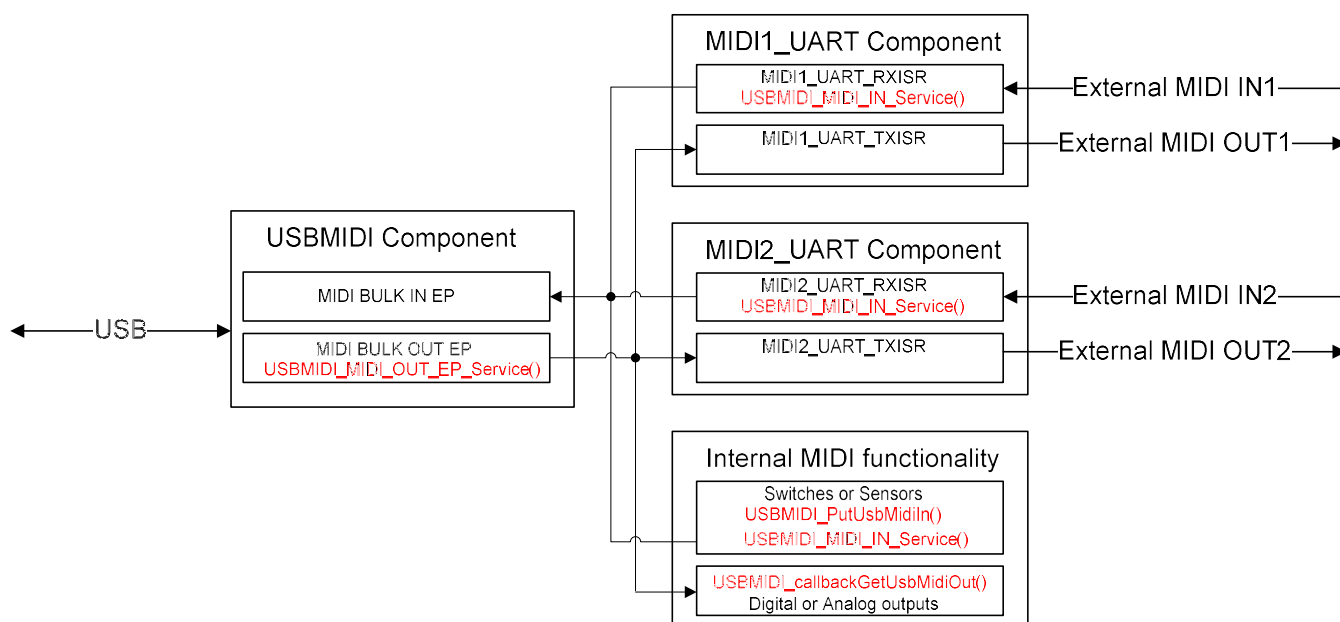 MIDI1_UART Component
MIDI1_UART_RXISR
USBMIDI_MIDI_IN_Service()
External MIDI IN1
MIDI1_UART_TXISR
External MIDI OUT1
USBMIDI Component
MIDI BULK IN EP
USB
MIDI BULK OUT EP
USBMIDI_MIDI_OUT_EP_Service()
MIDI2_UART Component
MIDI2_UART_RXISR
USBMIDI_MIDI_IN_Service()
External MIDI IN2
MIDI2_UART_TXISR
External MIDI OUT2
Internal MIDI functionality
Switches or Sensors
USBMIDI_PutUsbMidiIn()
USBMIDI_MIDI_IN_Service()
USBMIDI_callbackGetUsbMidiOut()
Digital or Analog outputs